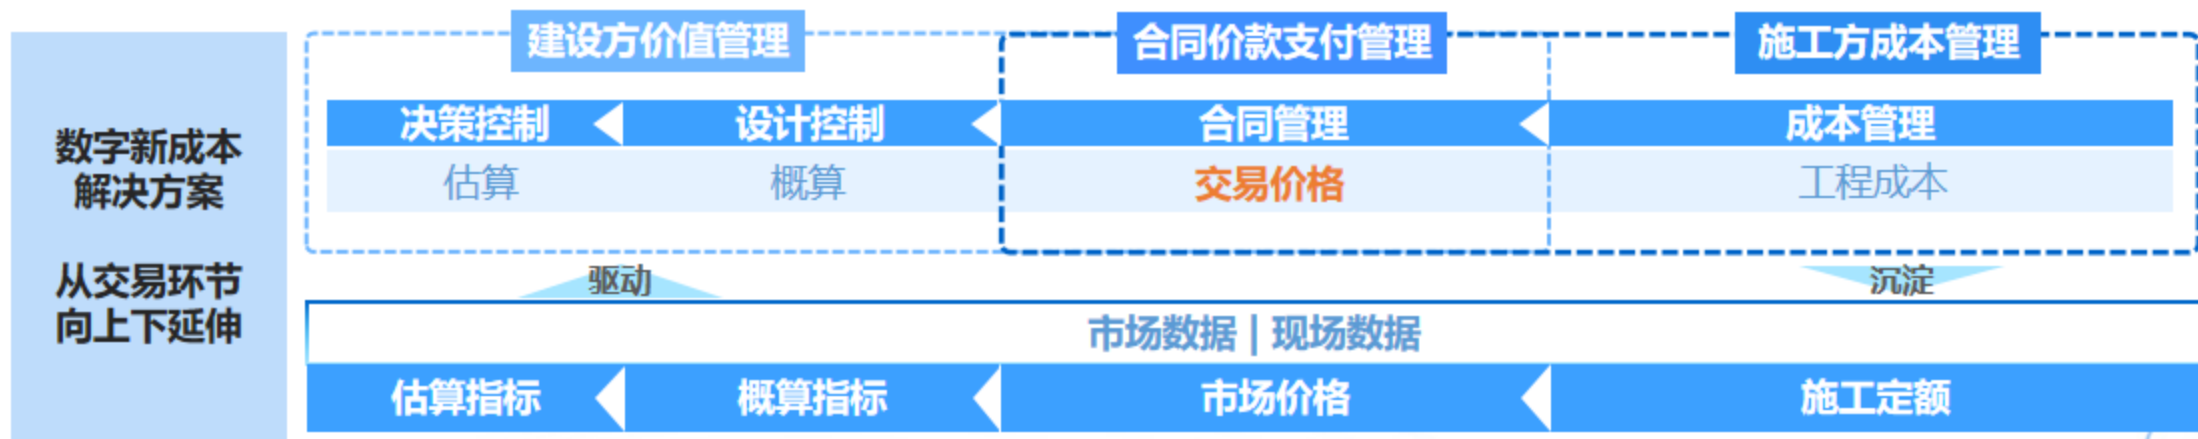 数字新成本
解决方案
从交易环节
向上下延伸
建设方价值管理
合同价款支付管理
施工方成本管理
决策控制
设计控制
合同管理
成本管理
估算
概算
交易价格
工程成本
驱动
沉淀
市场数据 | 现场数据
估算指标
概算指标
市场价格
施工定额